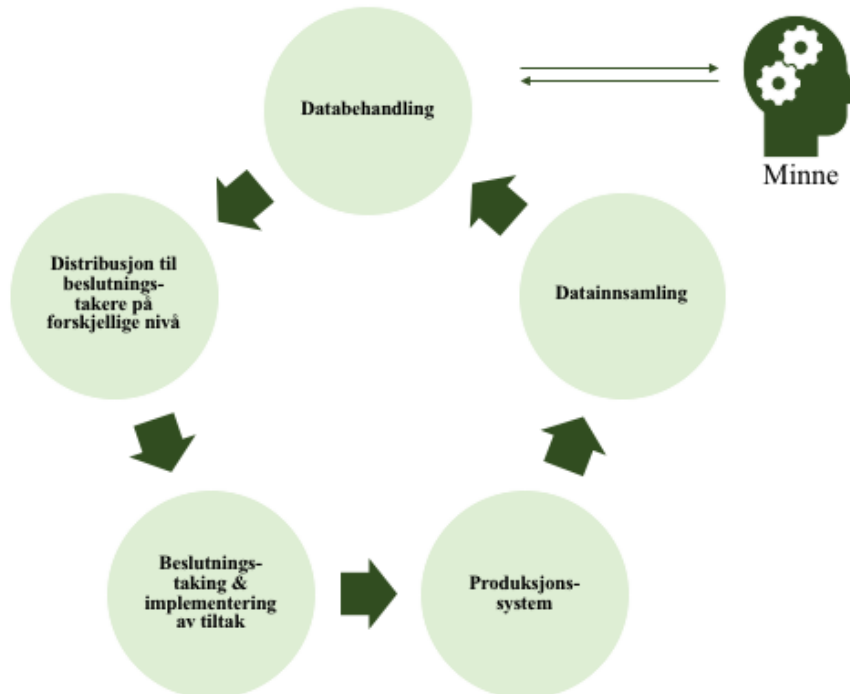 Databehandling
Minne
Distribusjon til
beslutnings-
takere på
forskjellige nivå
Datainnsamling
Beslutnings-
taking &
implementering
av tiltak
Produksjons-
system